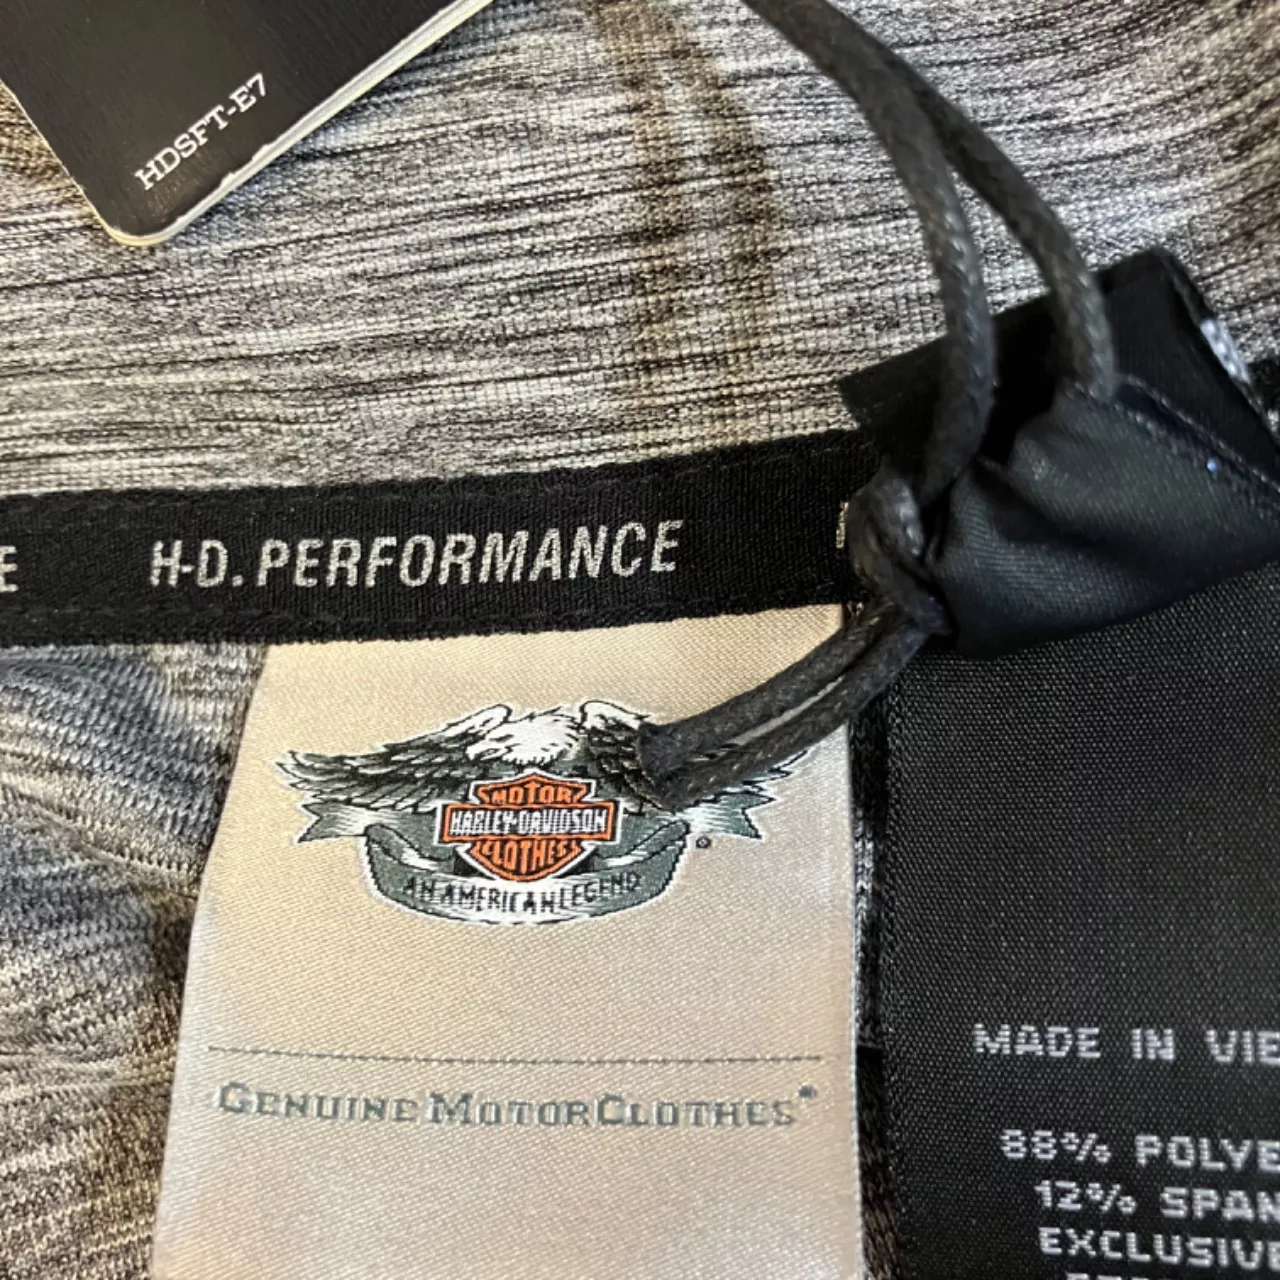 HDSFT-E7
E H-D. PERFORMANCE
MOTOR
HARLEY-DAVIDSON
CLOTHES
®
AN AMERICAN LEGEND
GENUINE MOTORCLOTHES®
MADE IN VIE
88% POLYE
12% SPAN
EXCLUSIVE